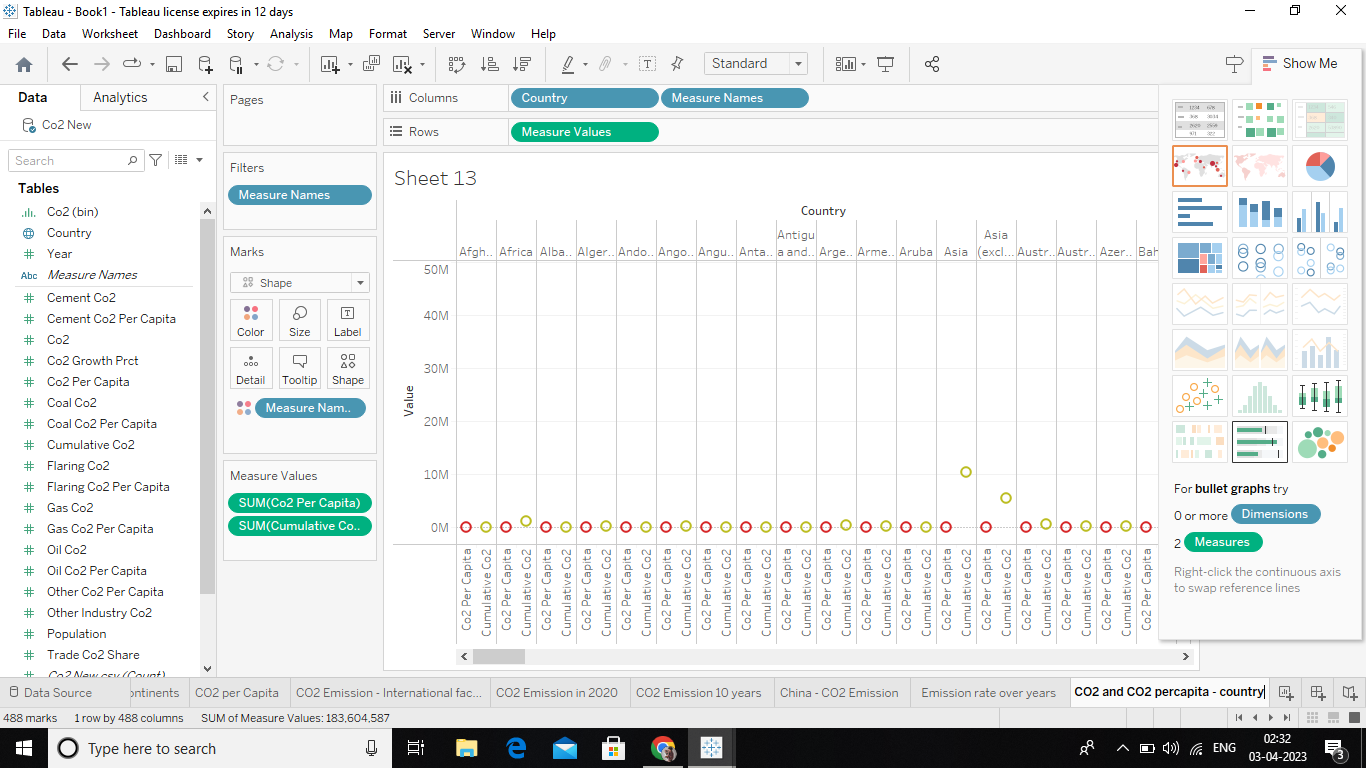 Tableau - Book1 - Tableau license expires in 12 days
File Data Worksheet Dashboard Story Analysis Map Format Server Window Help
Standard
Show Me
Data Analytics
Co2 New
Search
Tables
Co2 (bin)
Country
Year
Abc Measure Names
Cement Co2
Cement Co2 Per Capita
Co2
Co2 Growth Prct
Co2 Per Capita
Coal Co2
Coal Co2 Per Capita
Cumulative Co2
Flaring Co2
Flaring Co2 Per Capita
Gas Co2
Gas Co2 Per Capita
Oil Co2
Oil Co2 Per Capita
Other Co2 Per Capita
Other Industry Co2
Population
Trade Co2 Share
Co2 New.csv (Count)
Pages
Filters
Measure Names
Marks
Shape
Color Size Label
Detail Tooltip Shape
Measure Nam..
Measure Values
SUM(Co2 Per Capita)
SUM(Cumulative Co..
Columns Country Measure Names
Rows Measure Values
Sheet 13
Country
Afgh.. Africa Alba.. Alger.. Ando.. Ango.. Angu.. Anta.. Antigu a and.. Arge.. Arme.. Aruba Asia Asia (excl... Austr.. Austr.. Azer.. Bah
50M
40M
30M
20M
10M
0M
Value
Co2 Per Capita Cumulative Co2 Co2 Per Capita Cumulative Co2 Co2 Per Capita Cumulative Co2 Co2 Per Capita Cumulative Co2 Co2 Per Capita Cumulative Co2 Co2 Per Capita Cumulative Co2 Co2 Per Capita Cumulative Co2 Co2 Per Capita Cumulative Co2 Co2 Per Capita Cumulative Co2 Co2 Per Capita Cumulative Co2 Co2 Per Capita Cumulative Co2 Co2 Per Capita Cumulative Co2 Co2 Per Capita Cumulative Co2 Co2 Per Capita Cumulative Co2 Co2 Per Capita Cumulative Co2 Co2 Per Capita Cumulative Co2 Co2 Per Capita Cumulative Co2 Co2 Per Capita
For bullet graphs try
0 or more Dimensions
2 Measures
Right-click the continuous axis
to swap reference lines
Data Source ontinents CO2 per Capita CO2 Emission - International fac... CO2 Emission in 2020 CO2 Emission 10 years China - CO2 Emission Emission rate over years CO2 and CO2 percapita - country
488 marks 1 row by 488 columns SUM of Measure Values: 183,604,587
Type here to search
ENG
02:32
03-04-2023
3